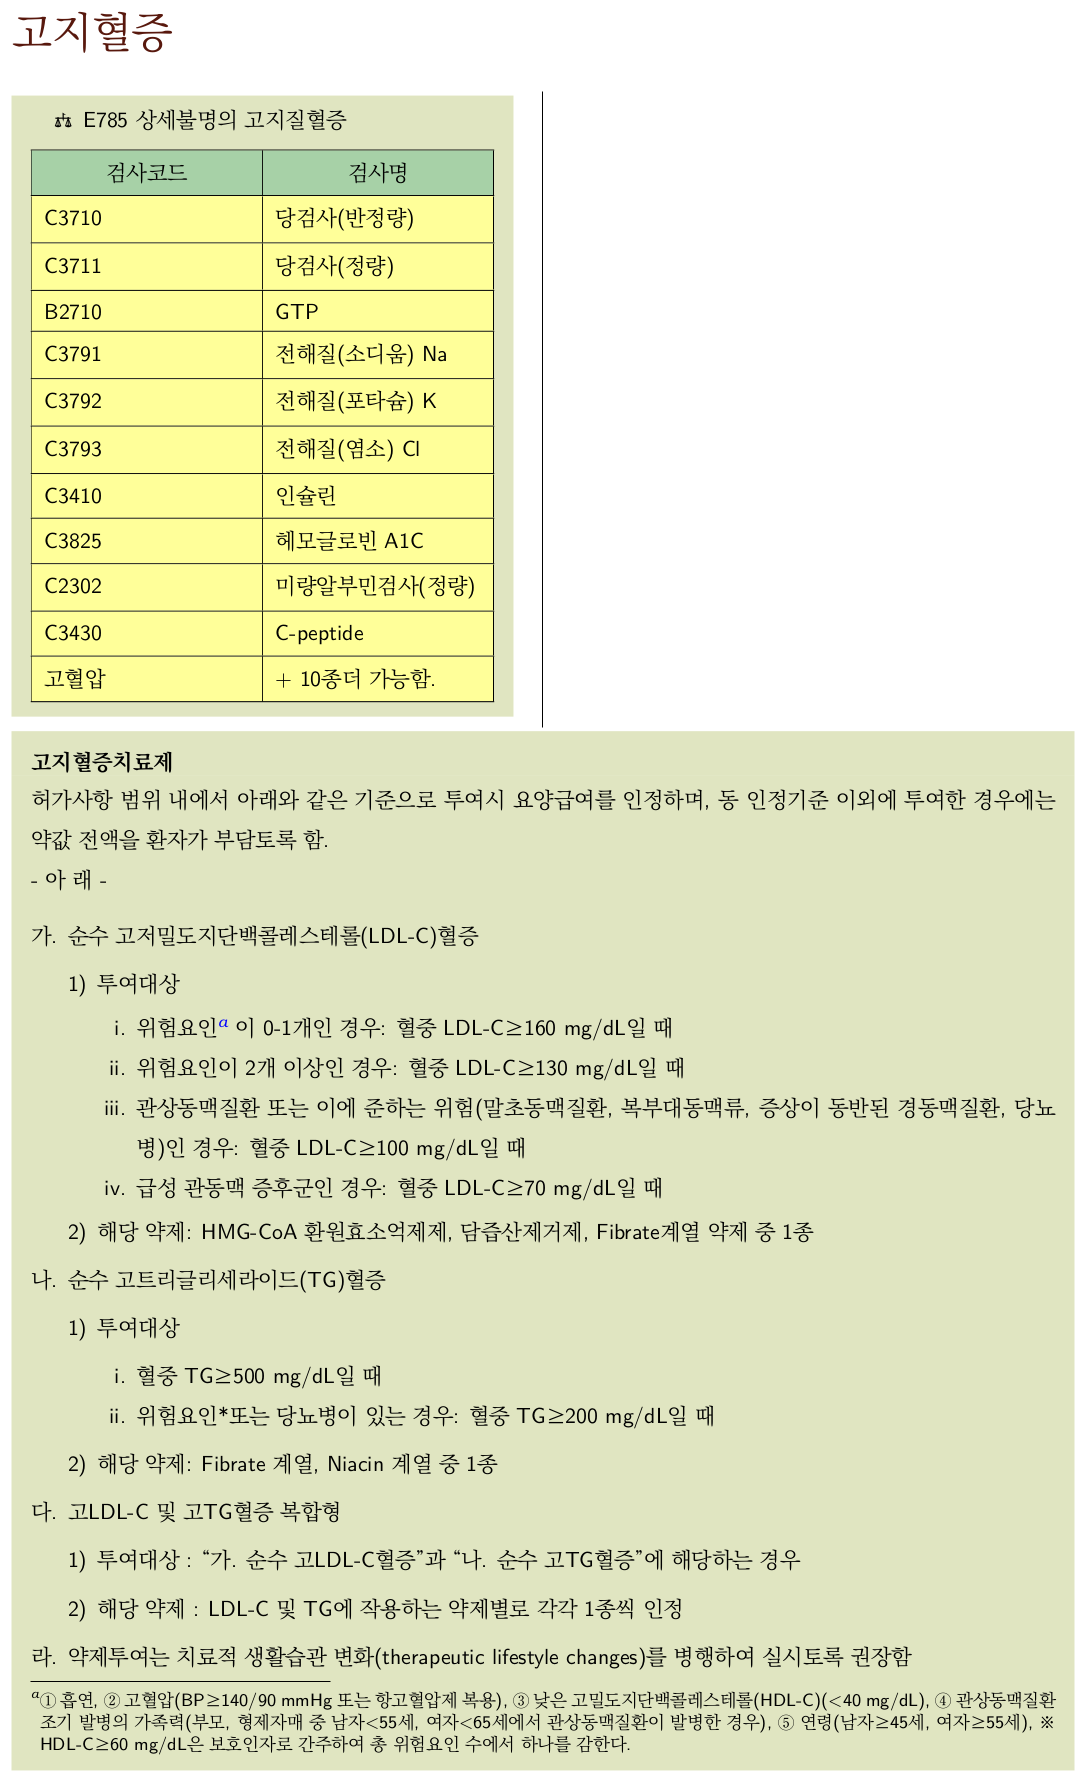 고지혈증
E785 상세불명의 고지질혈증
검사코드 검사명
C3710 당검사(반정량)
C3711 당검사(정량)
B2710 GTP
C3791 전해질(소디움) Na
C3792 전해질(포타슘) K
C3793 전해질(염소) Cl
C3410 인슐린
C3825 헤모글로빈 A1C
C2302 미량알부민검사(정량)
C3430 C-peptide
고혈압 + 10종더 가능함.
고지혈증치료제
허가사항 범위 내에서 아래와 같은 기준으로 투여시 요양급여를 인정하며, 동 인정기준 이외에 투여한 경우에는
약값 전액을 환자가 부담토록 함.
- 아 래 -
가. 순수 고저밀도지단백콜레스테롤(LDL-C)혈증
1) 투여대상
i. 위험요인a 이 0-1개인 경우: 혈중 LDL-C≥160 mg/dL일 때
ii. 위험요인이 2개 이상인 경우: 혈중 LDL-C≥130 mg/dL일 때
iii. 관상동맥질환 또는 이에 준하는 위험(말초동맥질환, 복부대동맥류, 증상이 동반된 경동맥질환, 당뇨
병)인 경우: 혈중 LDL-C≥100 mg/dL일 때
iv. 급성 관동맥 증후군인 경우: 혈중 LDL-C≥70 mg/dL일 때
2) 해당 약제: HMG-CoA 환원효소억제제, 담즙산제거제, Fibrate계열 약제 중 1종
나. 순수 고트리글리세라이드(TG)혈증
1) 투여대상
i. 혈중 TG≥500 mg/dL일 때
ii. 위험요인*또는 당뇨병이 있는 경우: 혈중 TG≥200 mg/dL일 때
2) 해당 약제: Fibrate 계열, Niacin 계열 중 1종
다. 고LDL-C 및 고TG혈증 복합형
1) 투여대상 : “가. 순수 고LDL-C혈증”과 “나. 순수 고TG혈증”에 해당하는 경우
2) 해당 약제 : LDL-C 및 TG에 작용하는 약제별로 각각 1종씩 인정
라. 약제투여는 치료적 생활습관 변화(therapeutic lifestyle changes)를 병행하여 실시토록 권장함
a① 흡연, ② 고혈압(BP≥140/90 mmHg 또는 항고혈압제 복용), ③ 낮은 고밀도지단백콜레스테롤(HDL-C)(<40 mg/dL), ④ 관상동맥질환
조기 발병의 가족력(부모, 형제자매 중 남자<55세, 여자<65세에서 관상동맥질환이 발병한 경우), ⑤ 연령(남자≥45세, 여자≥55세), ※
HDL-C≥60 mg/dL은 보호인자로 간주하여 총 위험요인 수에서 하나를 감한다.